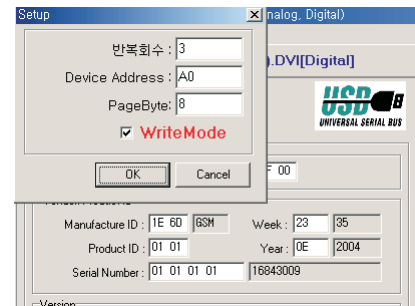 Setup
nalog, Digital)
반복회수 : 3
).DVI[Digital]
Device Address : A0
PageByte: 8
USB
UNIVERSAL SERIAL BUS
WriteMode
OK Cancel
F 00
Manufacture ID : 1E 6D GSM Week : 23 35
Product ID : 01 01 Year : 0E 2004
Serial Number : 01 01 01 01 16843009
Version